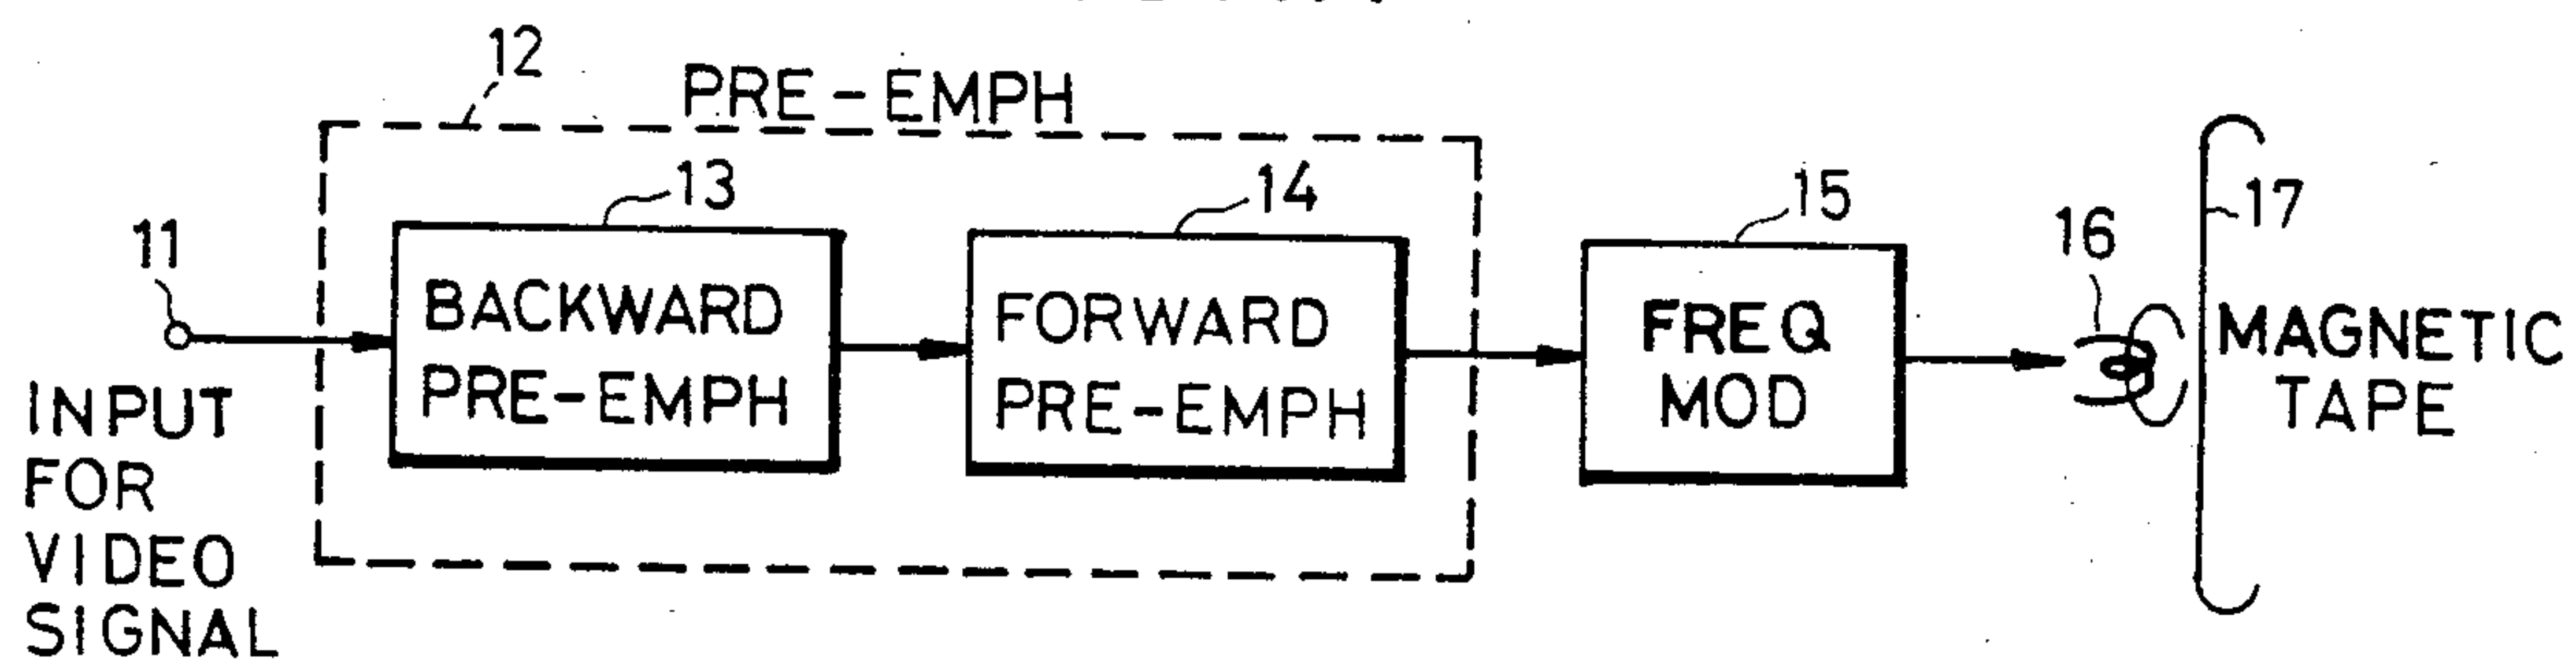 12
PRE-EMPH
11
13
14
15
16
17
BACKWARD
PRE-EMPH
FORWARD
PRE-EMPH
FREQ
MOD
MAGNETIC
TAPE
INPUT
FOR
VIDEO
SIGNAL